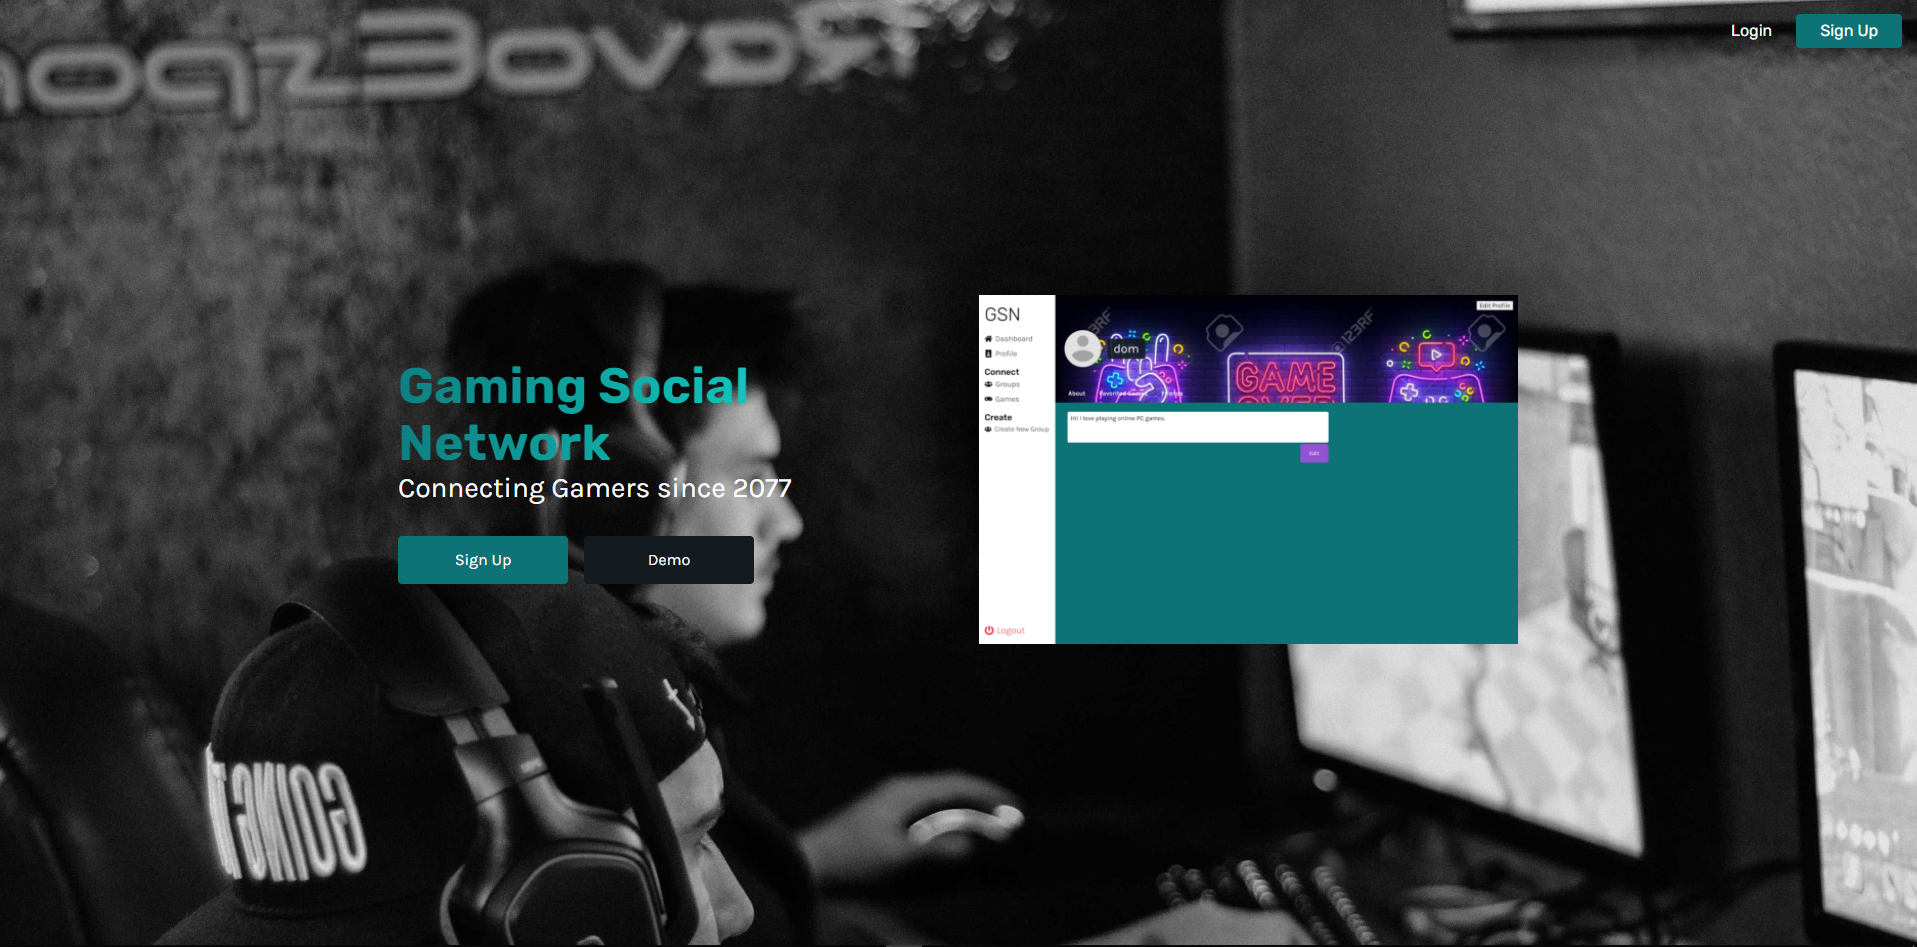 Login
Sign Up
GSN
Edit Profile
Dashboard
dom
Profile
Connect
GAME
Groups
About
Games
Gaming Social
Network
Create
Hi! I love playing online PC games.
Create New Group
Edit
Connecting Gamers since 2077
Sign Up
Demo
Logout
123RF